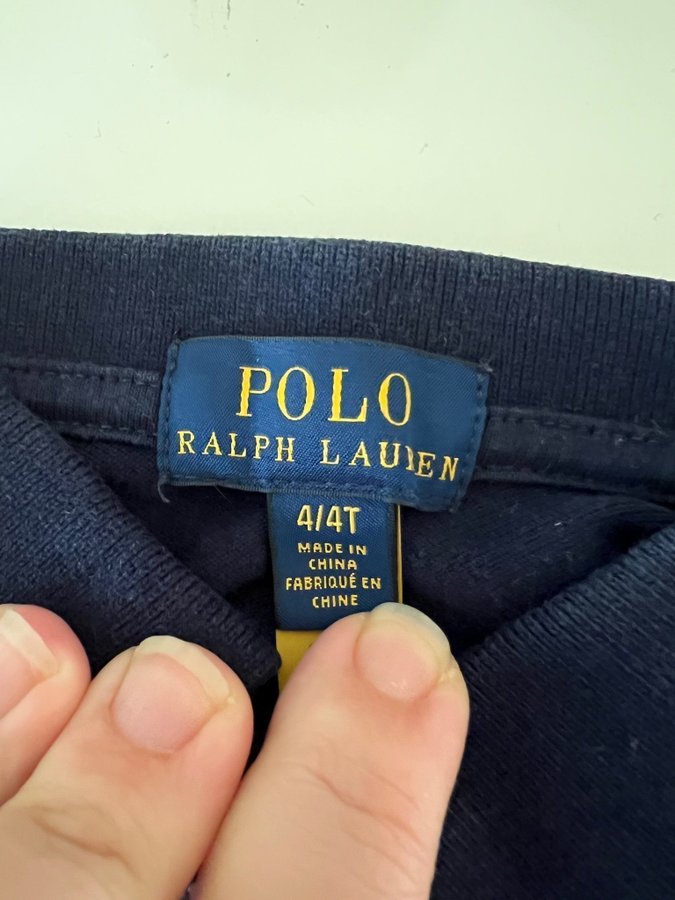 POLO
RALPH LAUREN
4/4T
MADE IN
CHINA
FABRIQUÉ EN
CHINE